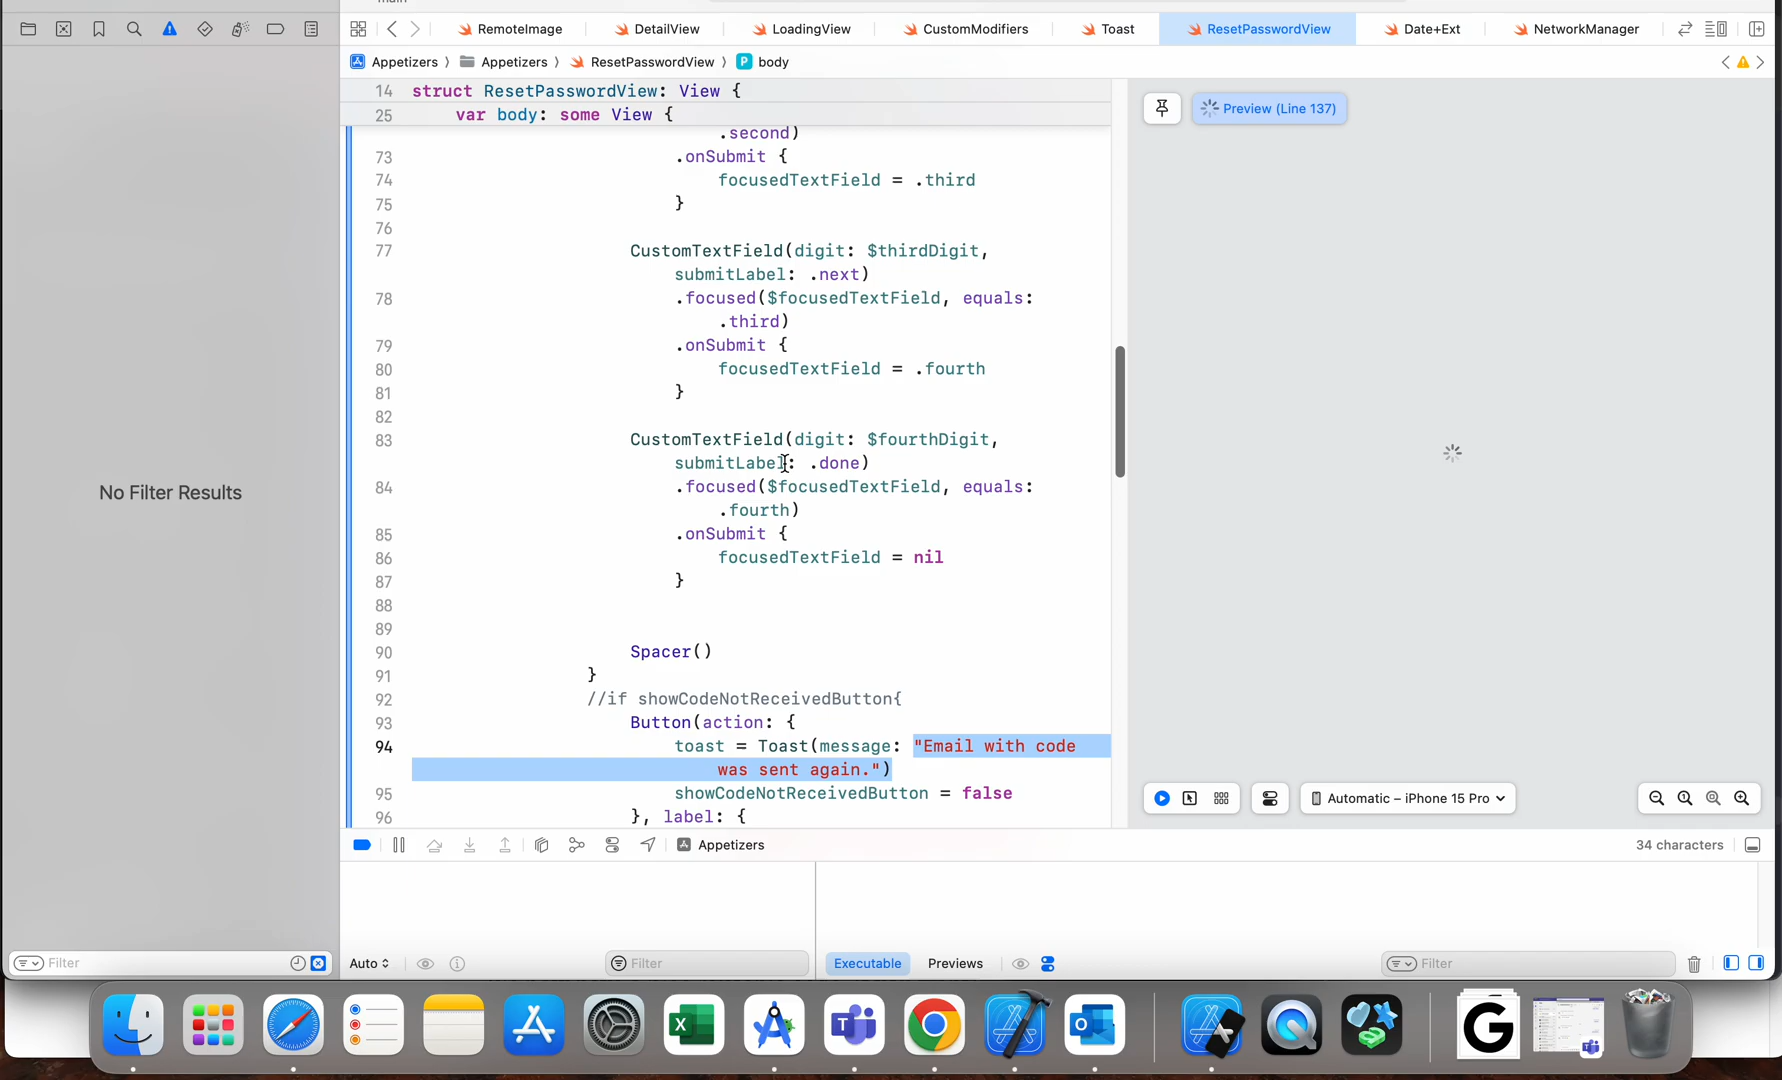 main
RemoteImage
DetailView
LoadingView
CustomModifiers
Toast
ResetPasswordView
Date+Ext
NetworkManager
Appetizers 〉 Appetizers 〉 ResetPasswordView 〉 P body
14 struct ResetPasswordView: View {
25 var body: some View {
.second)
73 .onSubmit {
74 focusedTextField = .third
75 }
76
77 CustomTextField(digit: $thirdDigit,
submitLabel: .next)
78 .focused($focusedTextField, equals:
.third)
79 .onSubmit {
80 focusedTextField = .fourth
81 }
82
83 CustomTextField(digit: $fourthDigit,
submitLabel: .done)
84 .focused($focusedTextField, equals:
.fourth)
85 .onSubmit {
86 focusedTextField = nil
87 }
88
89
90 Spacer()
91 }
92 //if showCodeNotReceivedButton{
93 Button(action: {
94 toast = Toast(message: "Email with code
was sent again.")
95 showCodeNotReceivedButton = false
96 }, label: {
No Filter Results
Preview (Line 137)
Automatic – iPhone 15 Pro
Appetizers
34 characters
Filter
Auto
Filter
Executable
Previews
Filter